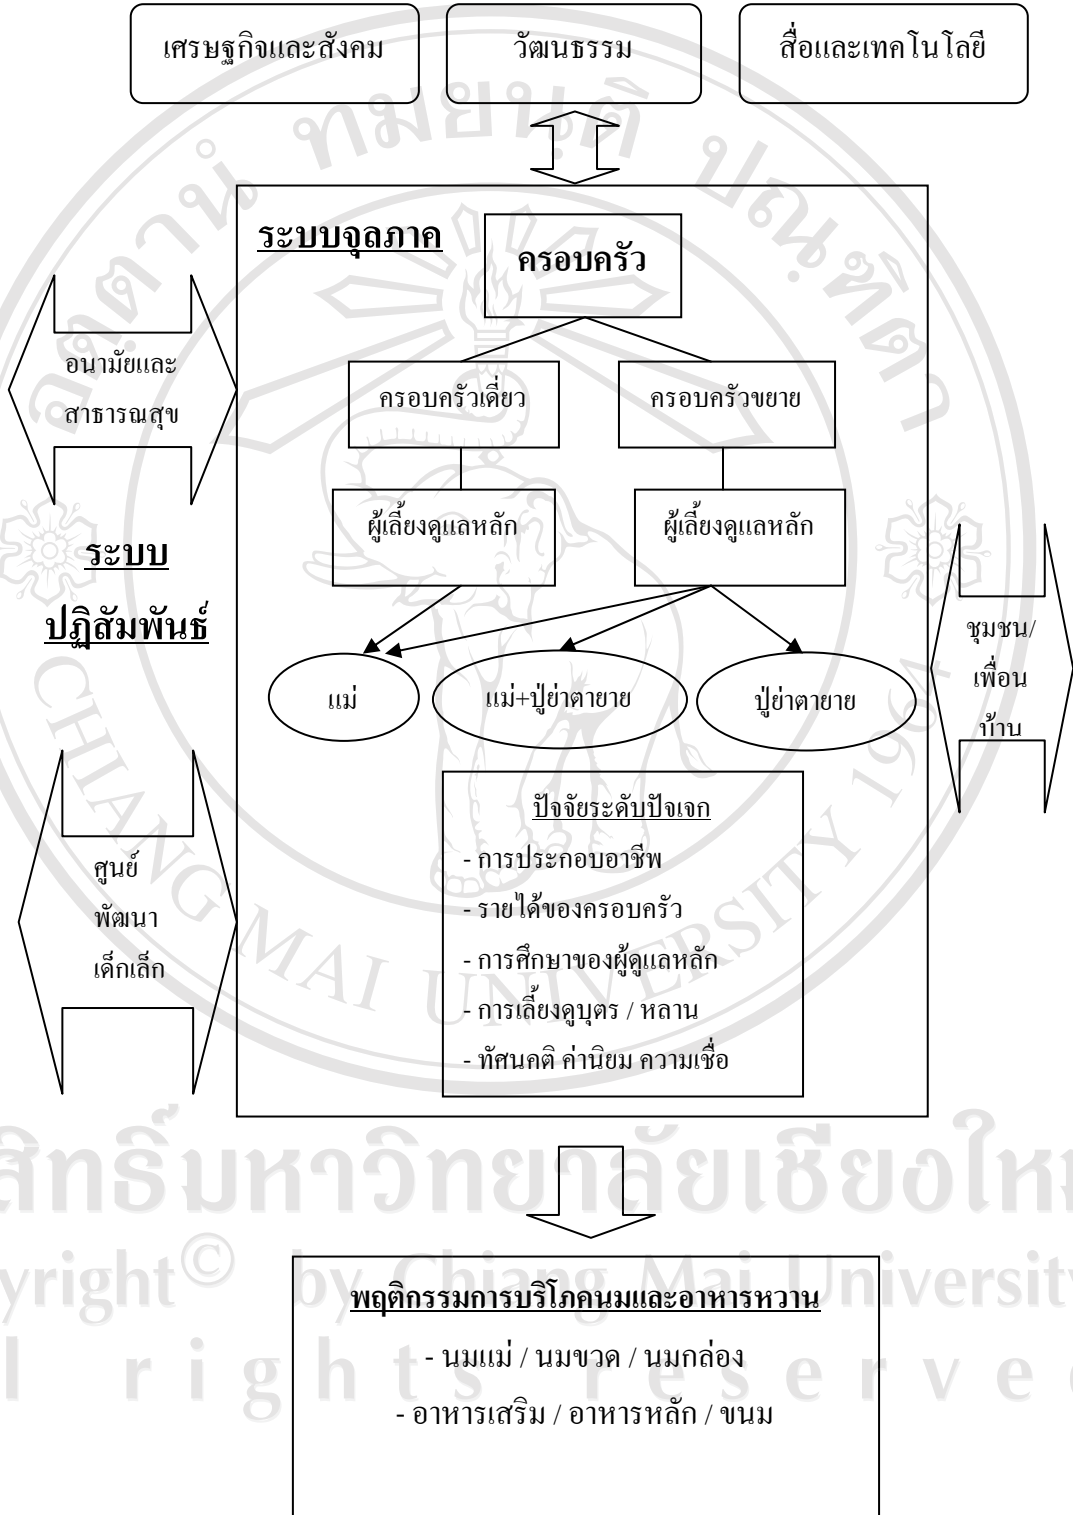 เศรษฐกิจและสังคม
วัฒนธรรม
สื่อและเทคโนโลยี
ระบบจุลภาค
ครอบครัว
อนามัยและ
สาธารณสุข
ครอบครัวเดี่ยว
ครอบครัวขยาย
ผู้เลี้ยงดูแลหลัก
ผู้เลี้ยงดูแลหลัก
ระบบ
ปฏิสัมพันธ์
ชุมชน/
เพื่อน
บ้าน
แม่
แม่+ปู่ย่าตายาย
ปู่ย่าตายาย
ศูนย์
พัฒนา
เด็กเล็ก
ปัจจัยระดับปัจเจก
- การประกอบอาชีพ
- รายได้ของครอบครัว
- การศึกษาของผู้ดูแลหลัก
- การเลี้ยงดูบุตร / หลาน
- ทัศนคติ ค่านิยม ความเชื่อ
พฤติกรรมการบริโภคนมและอาหารหวาน
- นมแม่ / นมขวด / นมกล่อง
- อาหารเสริม / อาหารหลัก / ขนม
CHIANG MAI UNIVERSITY 1964
สิทธิ์มหาวิทยาลัยเชียงใหม
yright© by Chiang Mai University
rights reserve